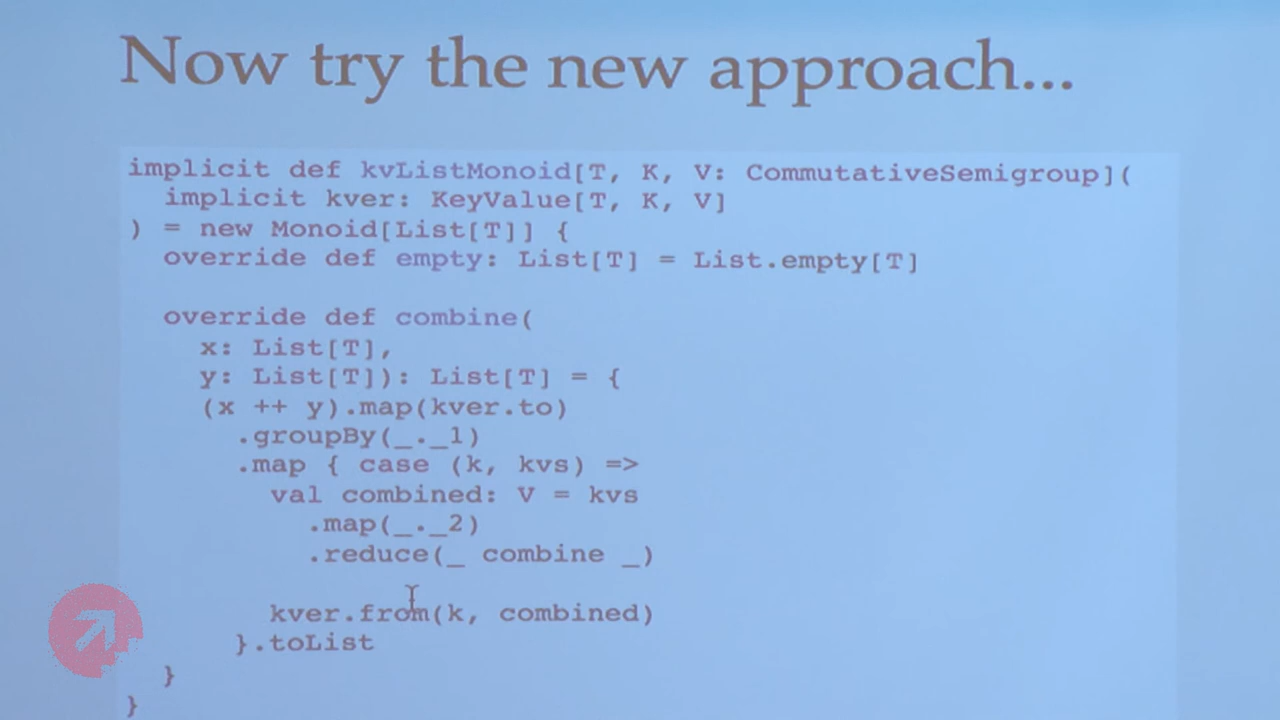 Now try the new approach...
implicit def kvListMonoid[T, K, V: CommutativeSemigroup](
implicit kver: KeyValue[T, K, V]
) = new Monoid[List[T]] {
override def empty: List[T] = List.empty[T]
override def combine(
x: List[T],
y: List[T]): List[T] = {
(x ++ y).map(kver.to)
.groupBy(_._1)
.map { case (k, kvs) =>
val combined: V = kvs
.map(_._2)
.reduce(_ combine _)
kver.from(k, combined)
}.toList
}
}